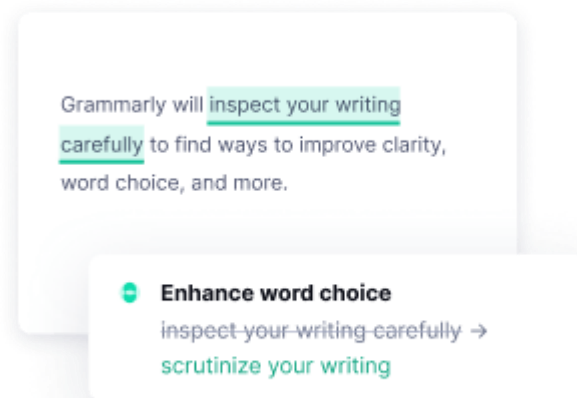 Grammarly will inspect your writing
carefully to find ways to improve clarity,
word choice, and more.
Enhance word choice
inspect your writing carefully →
scrutinize your writing